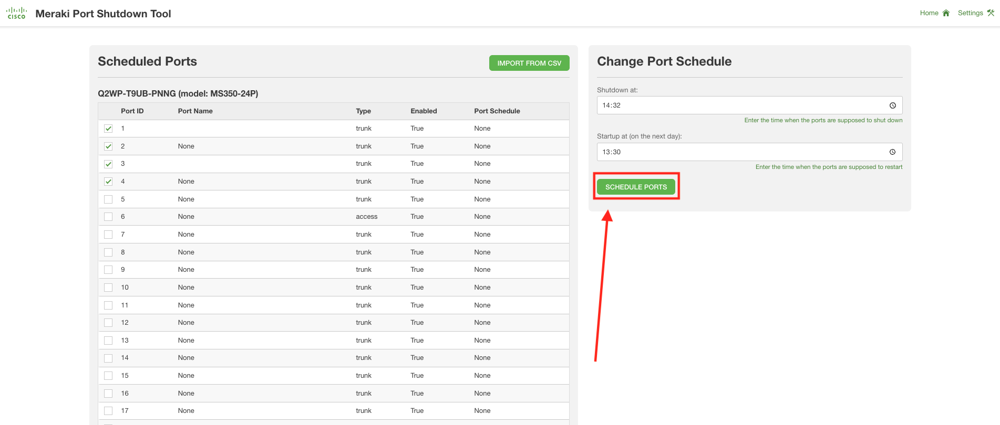 CISCO Meraki Port Shutdown Tool Home Settings
Scheduled Ports IMPORT FROM CSV
Q2WP-T9UB-PNNG (model: MS350-24P)
Port ID Port Name Type Enabled Port Schedule
1 trunk True None
2 None trunk True None
3 trunk True None
4 None trunk True None
5 None trunk True None
6 None access True None
7 None trunk True None
8 None trunk True None
9 None trunk True None
10 None trunk True None
11 None trunk True None
12 None trunk True None
13 None trunk True None
14 None trunk True None
15 None trunk True None
16 None trunk True None
17 None trunk True None
Change Port Schedule
Shutdown at:
14:32
Enter the time when the ports are supposed to shut down
Startup at (on the next day):
13:30
Enter the time when the ports are supposed to restart
SCHEDULE PORTS